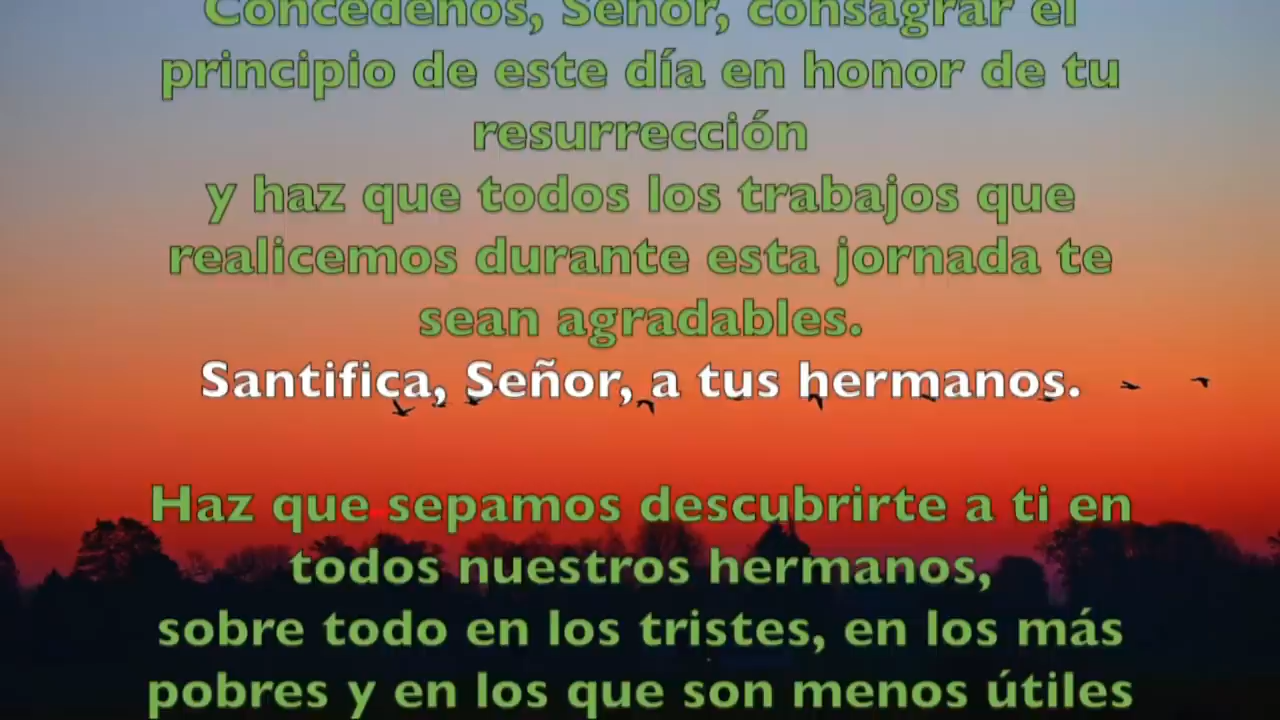 Concédenos, Señor, consagrar el
principio de este día en honor de tu
resurrección
y haz que todos los trabajos que
realicemos durante esta jornada te
sean agradables.
Santifica, Señor, a tus hermanos.
Haz que sepamos descubrirte a ti en
todos nuestros hermanos,
sobre todo en los tristes, en los más
pobres y en los que son menos útiles